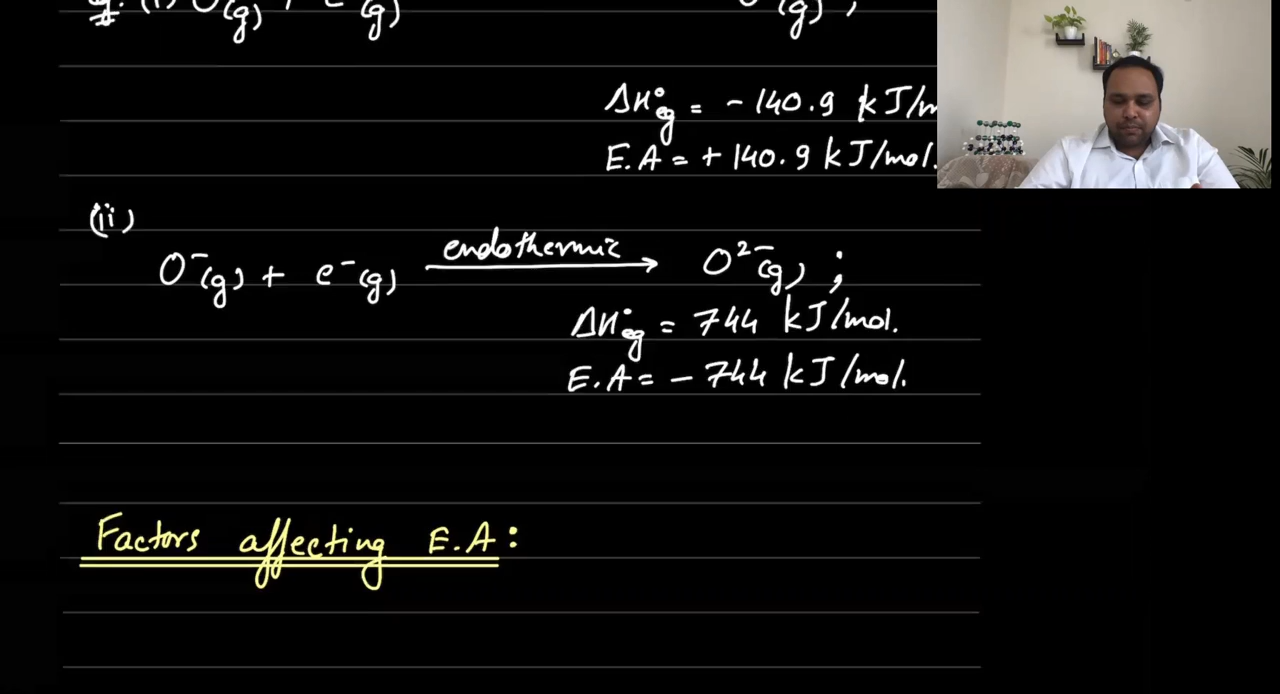 (g) + e⁻(g) (g) ;
ΔH°eg = - 140.9 kJ/m
E.A = + 140.9 kJ/mol.
(ii)
O⁻(g) + e⁻(g) endothermic → O²⁻(g) ;
ΔH°eg = 744 kJ/mol.
E.A = - 744 kJ/mol.
Factors affecting E.A :